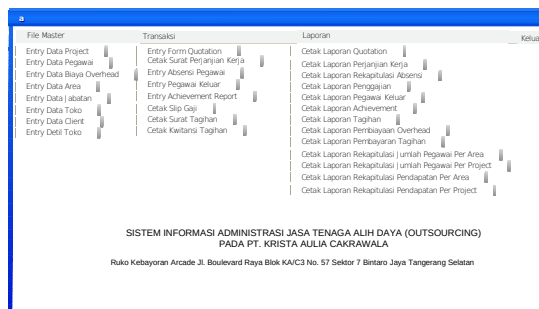 a
File Master
Entry Data Project
Entry Data Pegawai
Entry Data Biaya Overhead
Entry Data Area
Entry Data Jabatan
Entry Data Toko
Entry Data Client
Entry Detil Toko
Transaksi
Entry Form Quotation
Cetak Surat Perjanjian Kerja
Entry Absensi Pegawai
Entry Pegawai Keluar
Entry Achievement Report
Cetak Slip Gaji
Cetak Surat Tagihan
Cetak Kwitansi Tagihan
Laporan
Cetak Laporan Quotation
Cetak Laporan Perjanjian Kerja
Cetak Laporan Rekapitulasi Absensi
Cetak Laporan Penggajian
Cetak Laporan Pegawai Keluar
Cetak Laporan Achievement
Cetak Laporan Tagihan
Cetak Laporan Pembiayaan Overhead
Cetak Laporan Pembayaran Tagihan
Cetak Laporan Rekapitulasi Jumlah Pegawai Per Area
Cetak Laporan Rekapitulasi Jumlah Pegawai Per Project
Cetak Laporan Rekapitulasi Pendapatan Per Area
Cetak Laporan Rekapitulasi Pendapatan Per Project
Kelua
SISTEM INFORMASI ADMINISTRASI JASA TENAGA ALIH DAYA (OUTSOURCING)
PADA PT. KRISTA AULIA CAKRAWALA
Ruko Kebayoran Arcade Jl. Boulevard Raya Blok KA/C3 No. 57 Sektor 7 Bintaro Jaya Tangerang Selatan